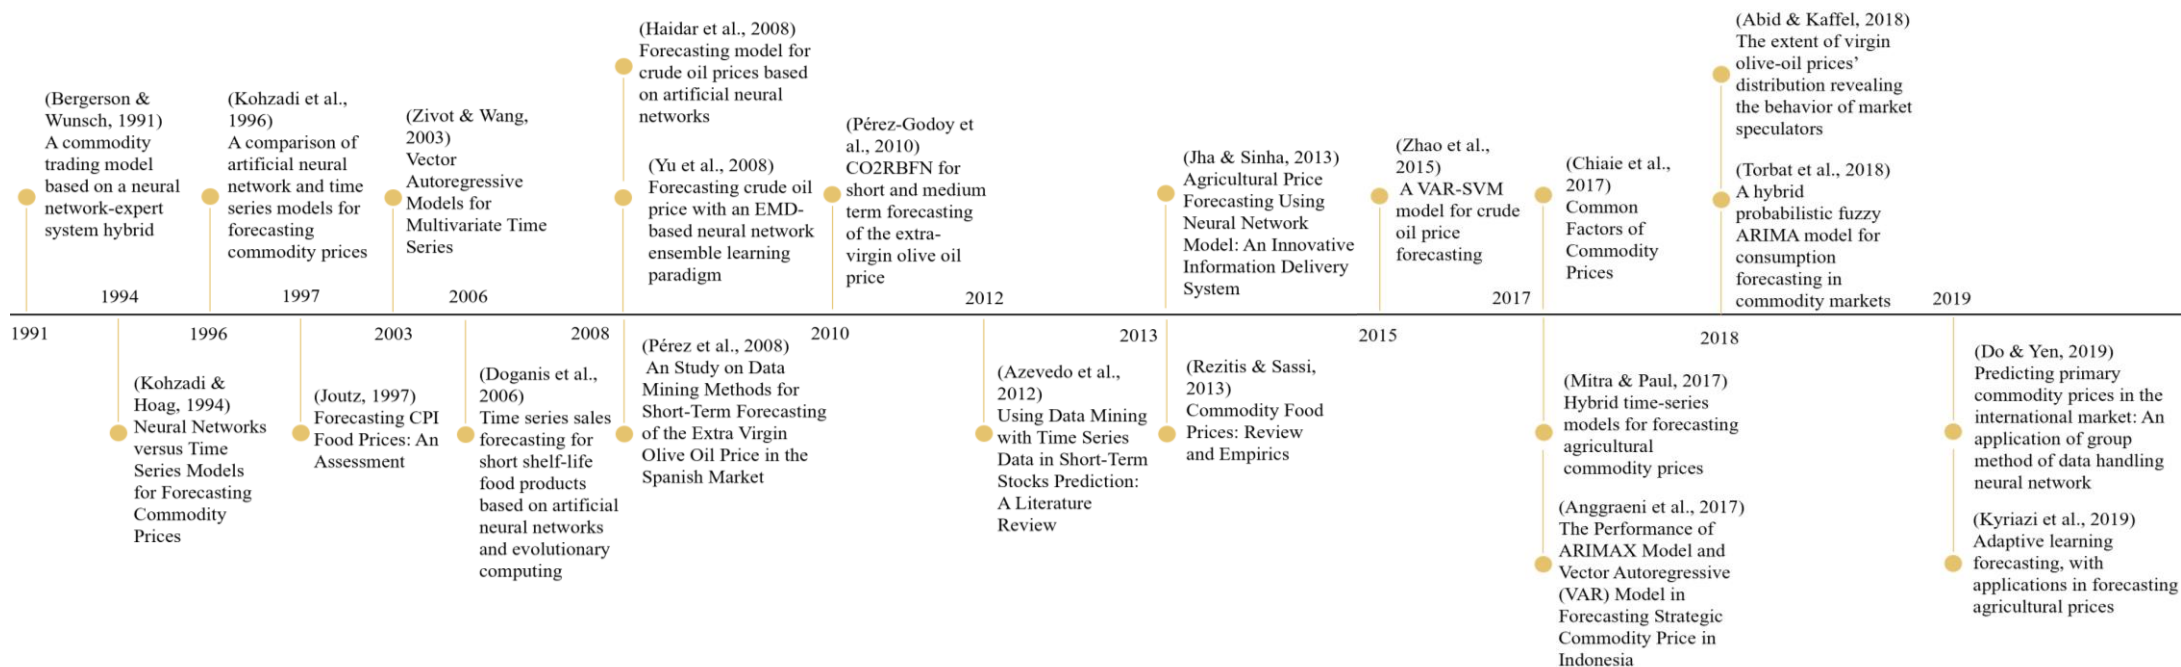 (Bergerson &
Wunsch, 1991)
A commodity
trading model
based on a neural
network-expert
system hybrid
(Kohzadi et al.,
1996)
A comparison of
artificial neural
network and time
series models for
forecasting
commodity prices
(Zivot & Wang,
2003)
Vector
Autoregressive
Models for
Multivariate Time
Series
(Haidar et al., 2008)
Forecasting model for
crude oil prices based
on artificial neural
networks
(Yu et al., 2008)
Forecasting crude oil
price with an EMD-
based neural network
ensemble learning
paradigm
(Pérez-Godoy et
al., 2010)
CO2RBFN for
short and medium
term forecasting
of the extra-
virgin olive oil
price
(Jha & Sinha, 2013)
Agricultural Price
Forecasting Using
Neural Network
Model: An Innovative
Information Delivery
System
(Zhao et al.,
2015)
A VAR-SVM
model for crude
oil price
forecasting
(Chiaie et al.,
2017)
Common
Factors of
Commodity
Prices
(Abid & Kaffel, 2018)
The extent of virgin
olive-oil prices’
distribution revealing
the behavior of market
speculators
(Torbat et al., 2018)
A hybrid
probabilistic fuzzy
ARIMA model for
consumption
forecasting in
commodity markets
1994
1997
2006
2012
2017
2019
1991
1996
2003
2008
2010
2013
2015
2018
(Kohzadi &
Hoag, 1994)
Neural Networks
versus Time
Series Models
for Forecasting
Commodity
Prices
(Joutz, 1997)
Forecasting CPI
Food Prices: An
Assessment
(Doganis et al.,
2006)
Time series sales
forecasting for
short shelf-life
food products
based on artificial
neural networks
and evolutionary
computing
(Pérez et al., 2008)
An Study on Data
Mining Methods for
Short-Term Forecasting
of the Extra Virgin
Olive Oil Price in the
Spanish Market
(Azevedo et al.,
2012)
Using Data Mining
with Time Series
Data in Short-Term
Stocks Prediction:
A Literature
Review
(Rezitis & Sassi,
2013)
Commodity Food
Prices: Review
and Empirics
(Mitra & Paul, 2017)
Hybrid time-series
models for forecasting
agricultural
commodity prices
(Anggraeni et al., 2017)
The Performance of
ARIMAX Model and
Vector Autoregressive
(VAR) Model in
Forecasting Strategic
Commodity Price in
Indonesia
(Do & Yen, 2019)
Predicting primary
commodity prices in the
international market: An
application of group
method of data handling
neural network
(Kyriazi et al., 2019)
Adaptive learning
forecasting, with
applications in forecasting
agricultural prices